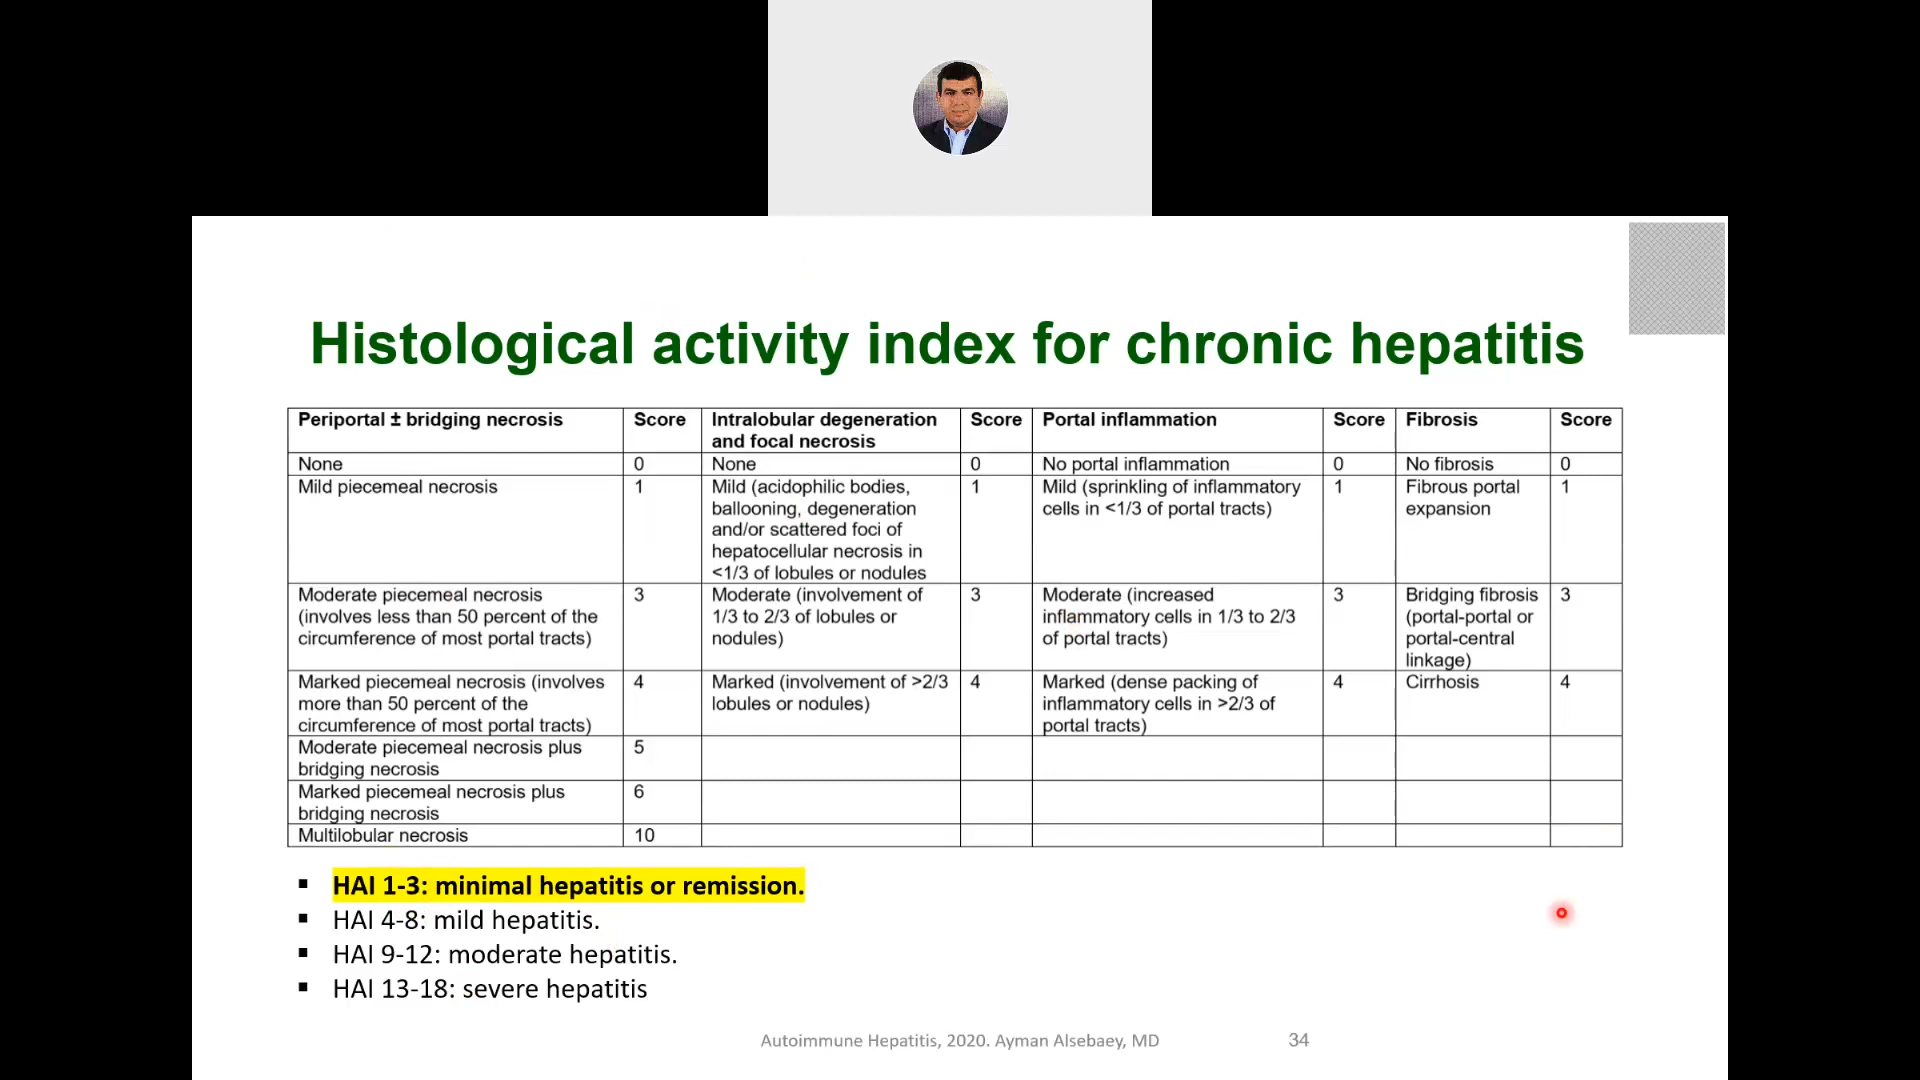 Histological activity index for chronic hepatitis
Periportal ± bridging necrosis Score Intralobular degeneration and focal necrosis Score Portal inflammation Score Fibrosis Score
None 0 None 0 No portal inflammation 0 No fibrosis 0
Mild piecemeal necrosis 1 Mild (acidophilic bodies, ballooning, degeneration and/or scattered foci of hepatocellular necrosis in <1/3 of lobules or nodules 1 Mild (sprinkling of inflammatory cells in <1/3 of portal tracts) 1 Fibrous portal expansion 1
Moderate piecemeal necrosis (involves less than 50 percent of the circumference of most portal tracts) 3 Moderate (involvement of 1/3 to 2/3 of lobules or nodules) 3 Moderate (increased inflammatory cells in 1/3 to 2/3 of portal tracts) 3 Bridging fibrosis (portal-portal or portal-central linkage) 3
Marked piecemeal necrosis (involves more than 50 percent of the circumference of most portal tracts) 4 Marked (involvement of >2/3 lobules or nodules) 4 Marked (dense packing of inflammatory cells in >2/3 of portal tracts) 4 Cirrhosis 4
Moderate piecemeal necrosis plus bridging necrosis 5
Marked piecemeal necrosis plus bridging necrosis 6
Multilobular necrosis 10
▪ HAI 1-3: minimal hepatitis or remission.
▪ HAI 4-8: mild hepatitis.
▪ HAI 9-12: moderate hepatitis.
▪ HAI 13-18: severe hepatitis
Autoimmune Hepatitis, 2020. Ayman Alsebaey, MD 34